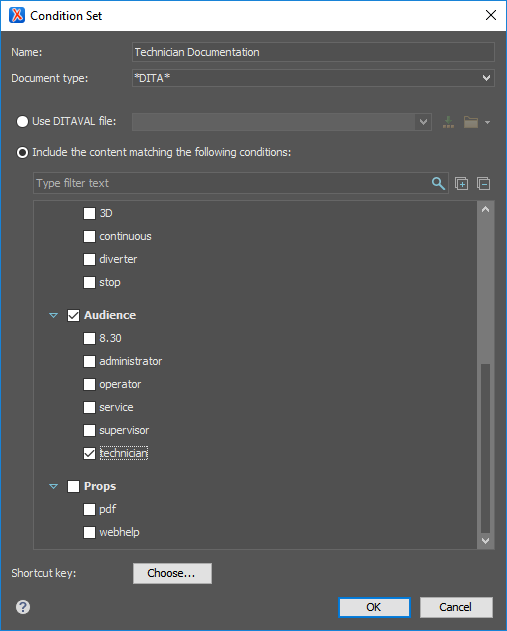 Condition Set
Name: Technician Documentation
Document type: *DITA*
Use DITAVAL file:
Include the content matching the following conditions:
Type filter text
3D
continuous
diverter
stop
Audience
8.30
administrator
operator
service
supervisor
technician
Props
pdf
webhelp
Shortcut key: Choose...
?
OK Cancel